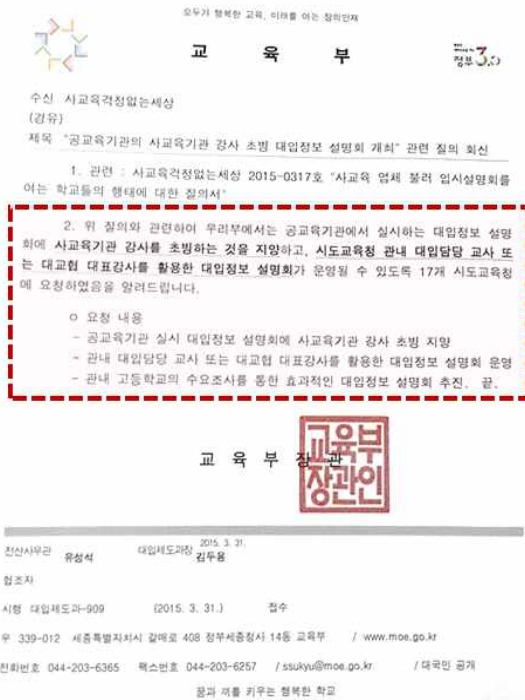 모두가 행복한 교육, 미래를 여는 창의인재
교 육 부
정부3.0
수신 사교육걱정없는세상
(경유)
제목 "공교육기관의 사교육기관 강사 초빙 대입정보 설명회 개최" 관련 질의 회신
1. 관련 : 사교육걱정없는세상 2015-0317호 "사교육 업체 불러 입시설명회를
여는 학교들의 행태에 대한 질의서"
2. 위 질의와 관련하여 우리부에서는 공교육기관에서 실시하는 대입정보 설명
회에 사교육기관 강사를 초빙하는 것을 지양하고, 시도교육청 관내 대입담당 교사 또
는 대교협 대표강사를 활용한 대입정보 설명회가 운영될 수 있도록 17개 시도교육청
에 요청하였음을 알려드립니다.
ㅇ 요청 내용
- 공교육기관 실시 대입정보 설명회에 사교육기관 강사 초빙 지양
- 관내 대입담당 교사 또는 대교협 대표강사를 활용한 대입정보 설명회 운영
- 관내 고등학교의 수요조사를 통한 효과적인 대입정보 설명회 추진. 끝.
교 육 부 장 관
교육부
장관인
전산사무관 유성석 대입제도과장 2015. 3. 31. 김두용
협조자
시행 대입제도과-909 (2015. 3. 31.) 접수
우 339-012 세종특별자치시 갈매로 408 정부세종청사 14동 교육부 / www.moe.go.kr
전화번호 044-203-6365 팩스번호 044-203-6257 / ssukyu@moe.go.kr / 대국민 공개
꿈과 끼를 키우는 행복한 학교